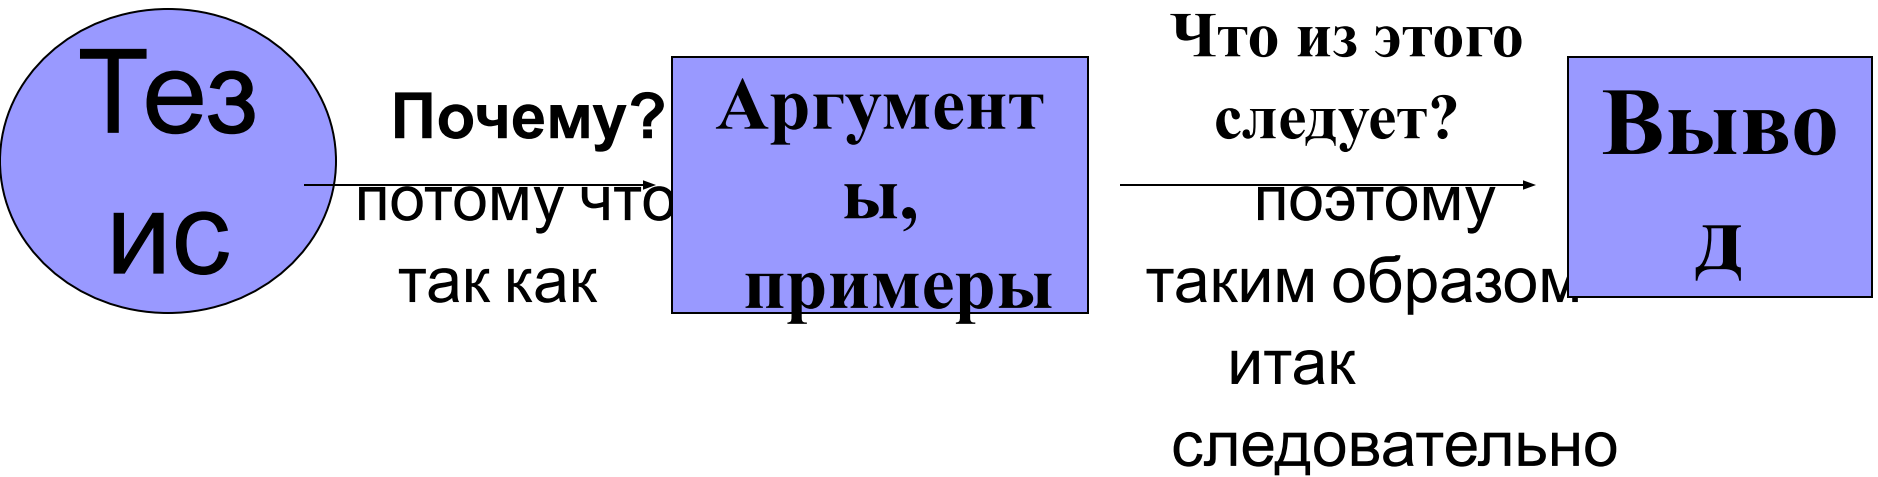 Тез
ис
Почему?
потому что
так как
Аргумент
ы,
примеры
Что из этого
следует?
поэтому
таким образом
итак
следовательно
Выво
д